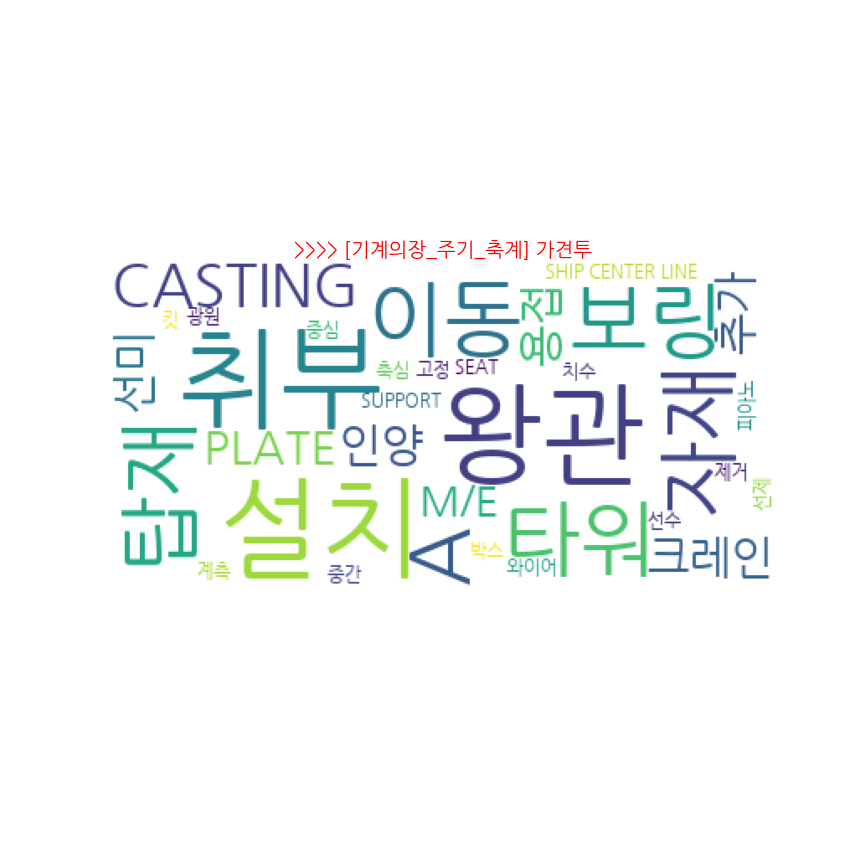 >>>> [기계의장_주기_축계] 가견투
CASTING
SHIP CENTER LINE
이동
용접
보링
추가
킷
광원
중심
선미
취부
축심
고정
SEAT
치수
SUPPORT
왕관
자재
피아노
탑재
PLATE
인양
제거
선제
설치
M/E
A
타워
선수
크레인
박스
와이어
계측
중간